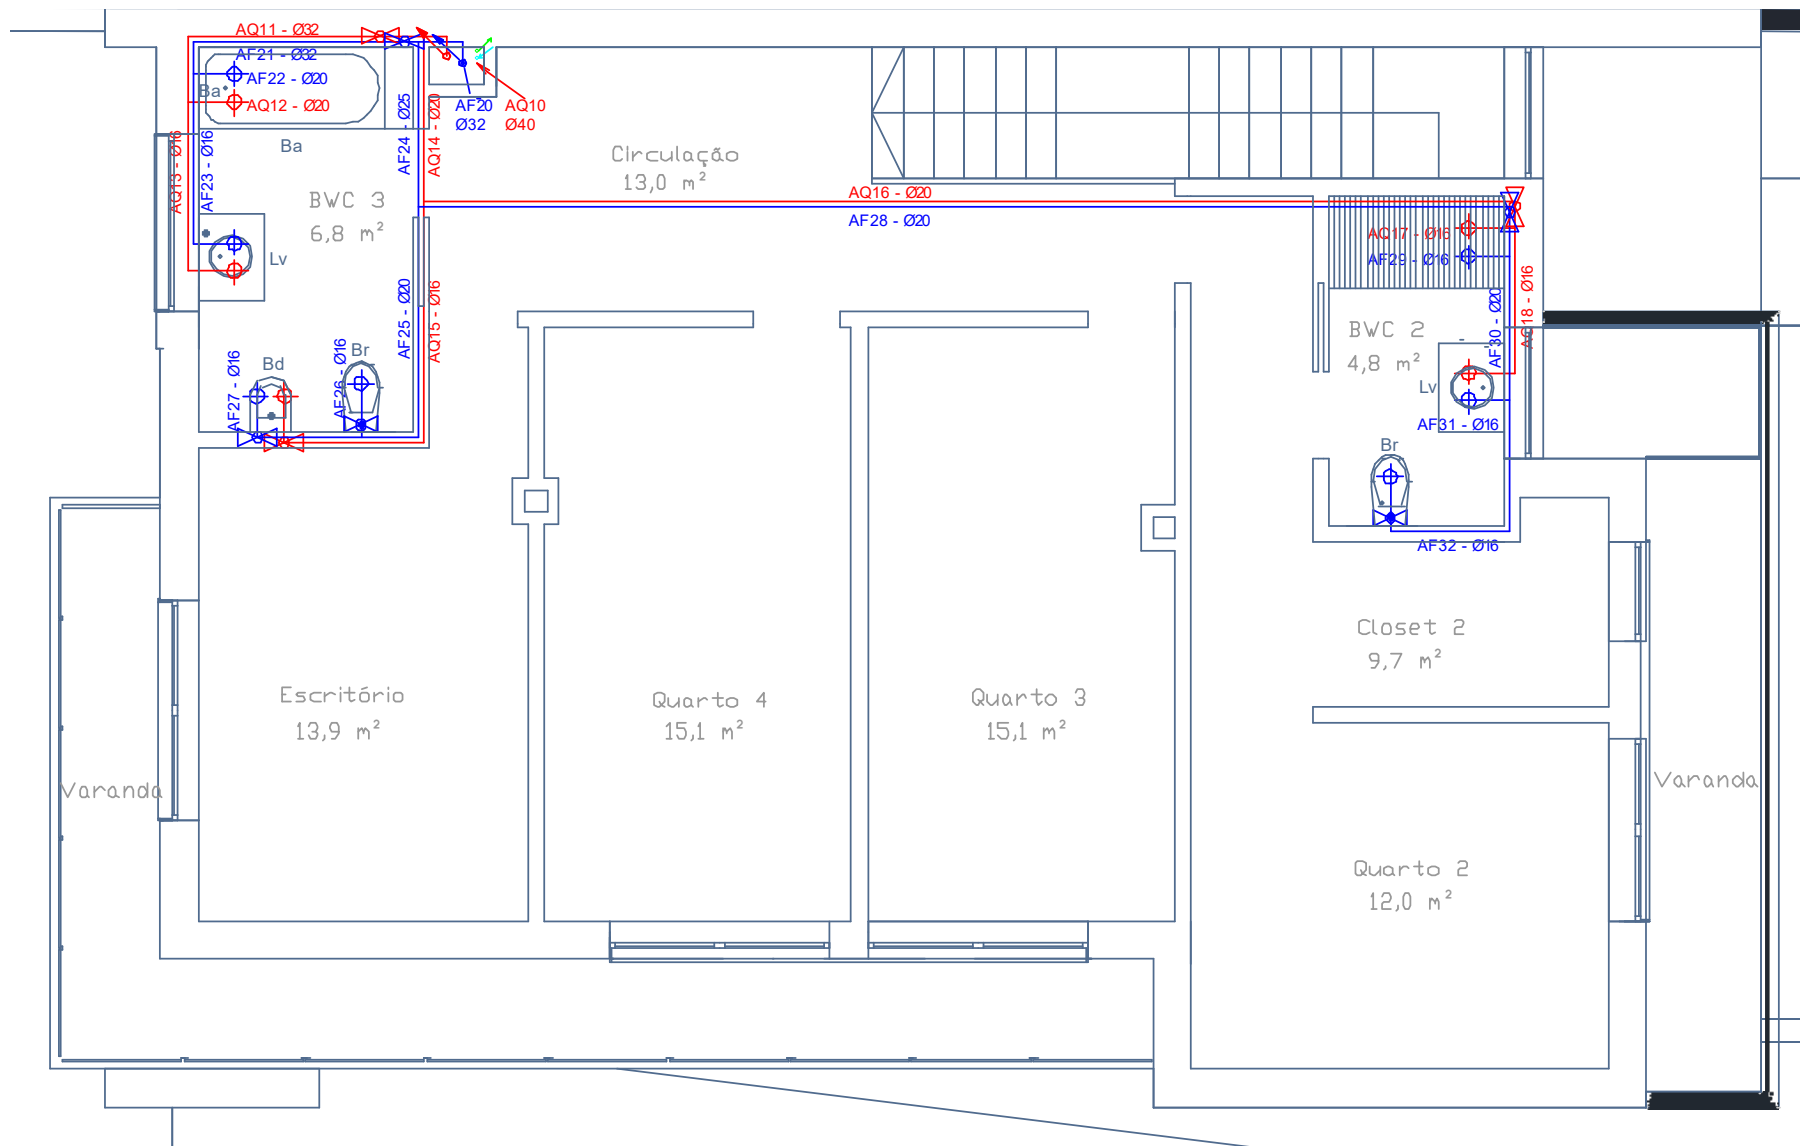 AQ11 - Ø32
AF21 - Ø32
AF22 - Ø20
Ba
AQ12 - Ø20
AF20
Ø32
AQ10
Ø40
AF24 - Ø25
AQ14 - Ø20
Ba
AQ13 - Ø16
AF23 - Ø16
Circulação
13,0 m²
BWC 3
6,8 m²
AQ16 - Ø20
AF28 - Ø20
AQ17 - Ø16
AF29 - Ø16
Lv
AF25 - Ø20
AQ15 - Ø16
AF30 - Ø20
AQ18 - Ø16
BWC 2
4,8 m²
Br
Bd
AF27 - Ø16
AF26 - Ø16
Lv
AF31 - Ø16
Br
AF32 - Ø16
Closet 2
9,7 m²
Escritório
13,9 m²
Quarto 4
15,1 m²
Quarto 3
15,1 m²
Varanda
Varanda
Quarto 2
12,0 m²